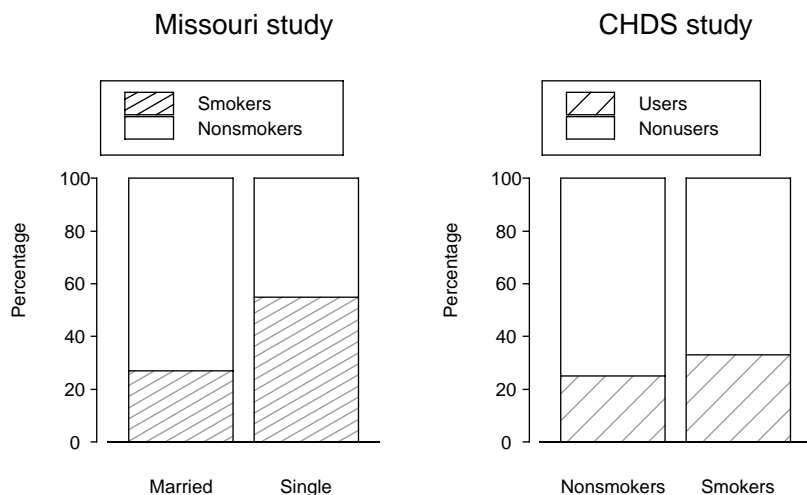 Missouri study
Smokers
Nonsmokers
Percentage
100
80
60
40
20
0
Married Single
CHDS study
Users
Nonusers
Percentage
100
80
60
40
20
0
Nonsmokers Smokers